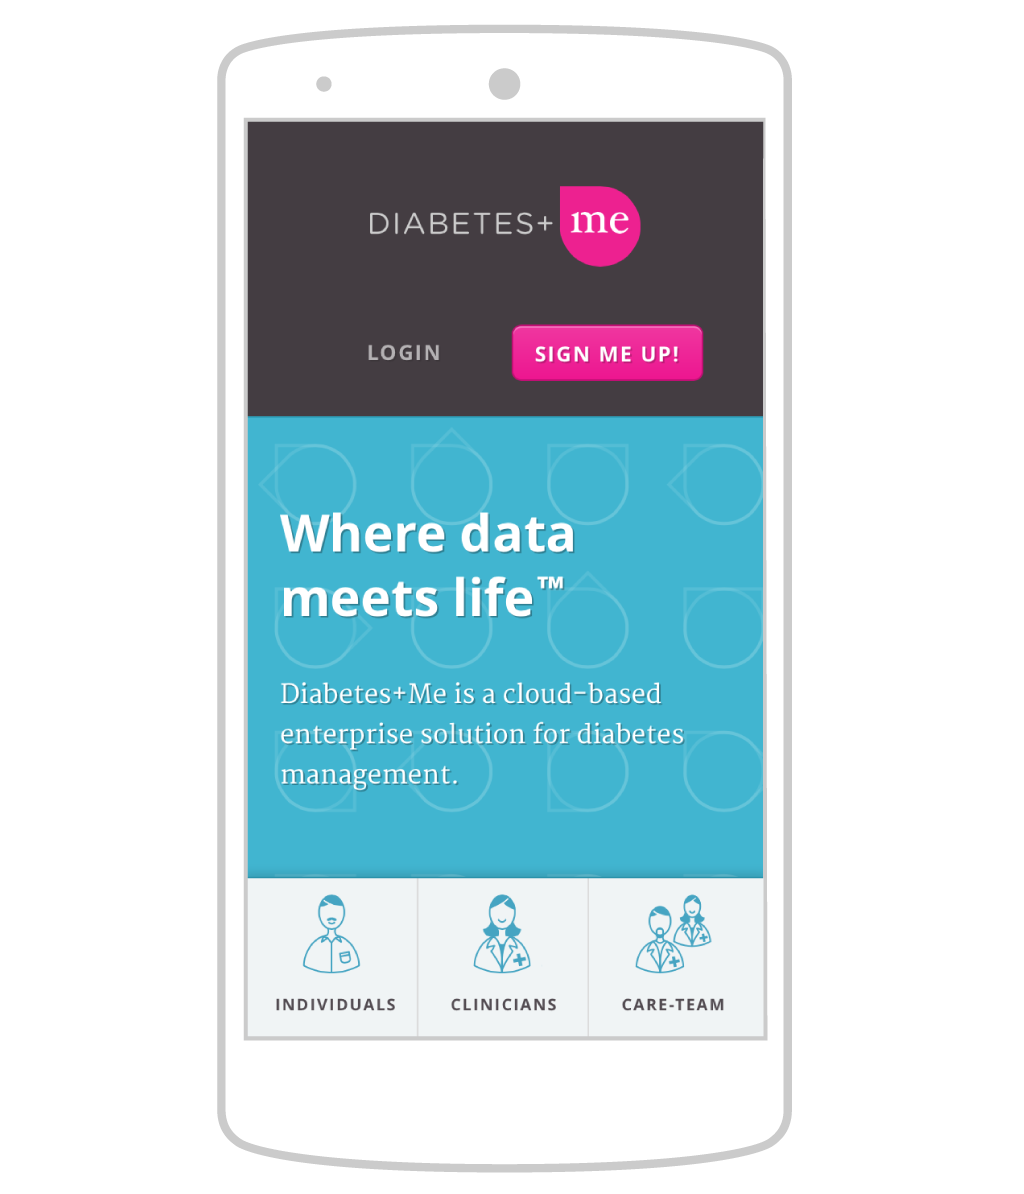 DIABETES+ me
LOGIN
SIGN ME UP!
Where data
meets life™
Diabetes+Me is a cloud-based
enterprise solution for diabetes
management.
INDIVIDUALS
CLINICIANS
CARE-TEAM